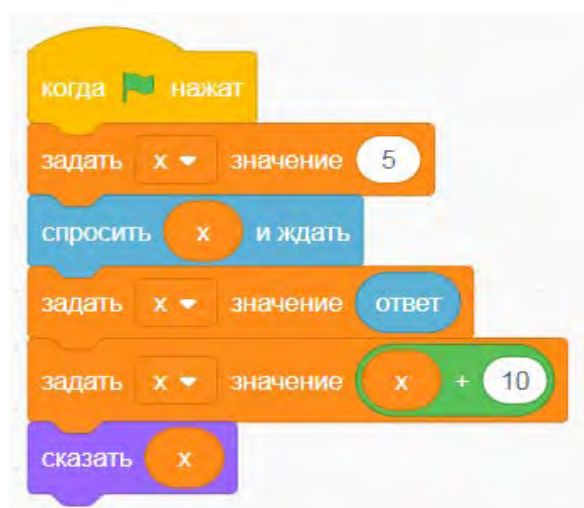 когда нажат
задать x значение 5
спросить x и ждать
задать x значение ответ
задать x значение x + 10
сказать x